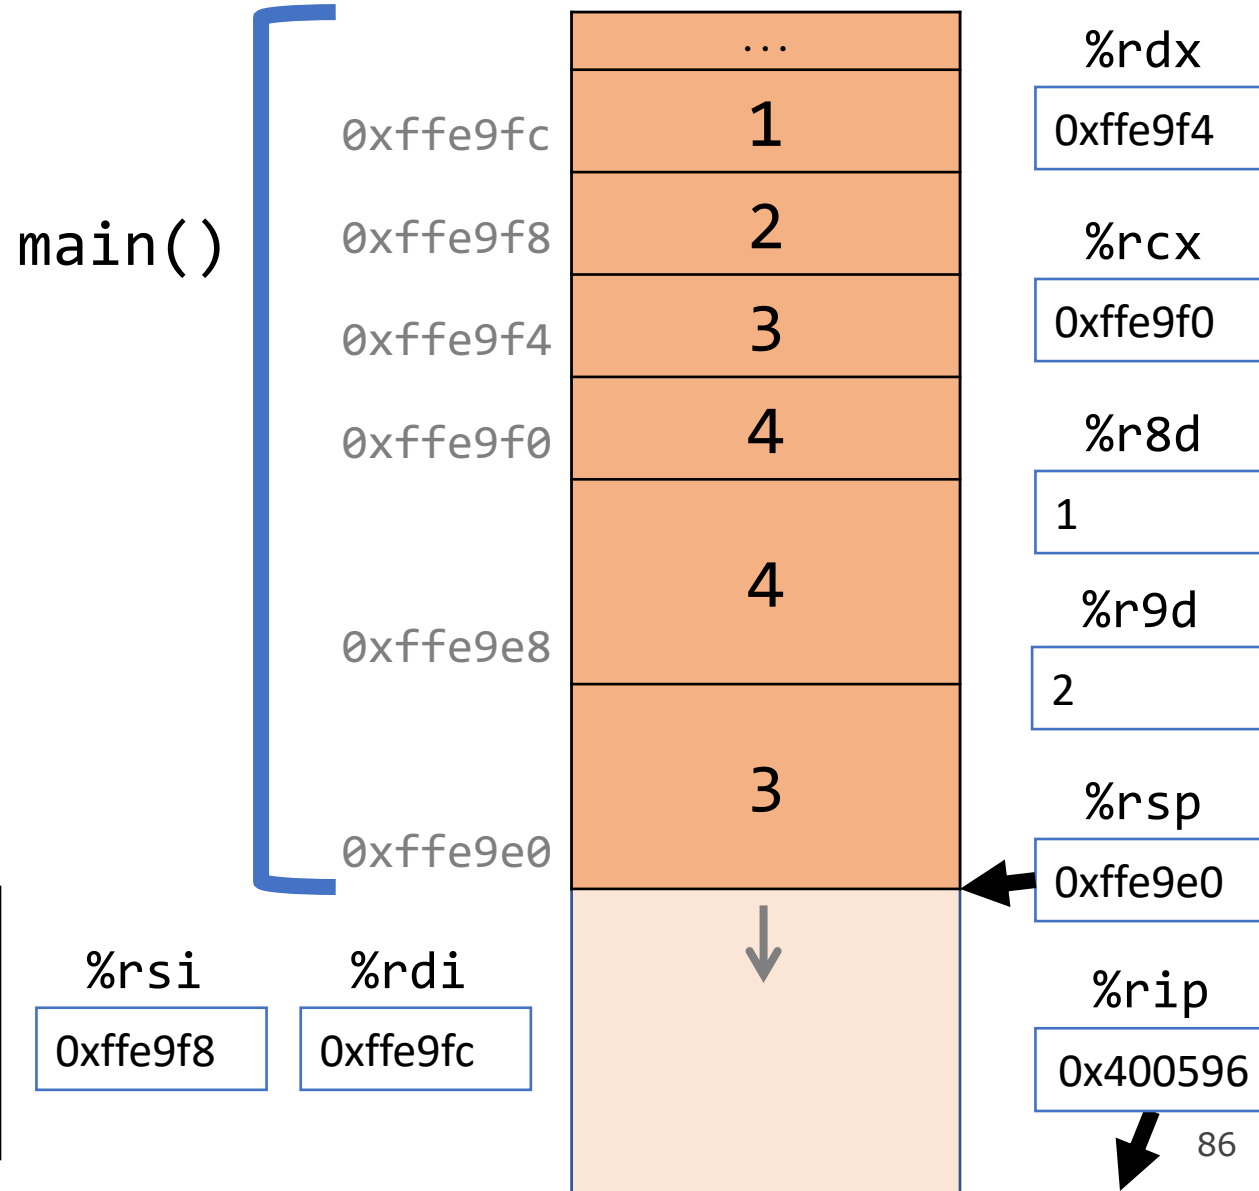 ...
%rdx
0xffe9fc
1
0xffe9f4
main()
0xffe9f8
2
%rcx
0xffe9f4
3
0xffe9f0
0xffe9f0
4
%r8d
1
4
%r9d
0xffe9e8
2
3
%rsp
0xffe9e0
0xffe9e0
%rsi
%rdi
%rip
0xffe9f8
0xffe9fc
0x400596
86